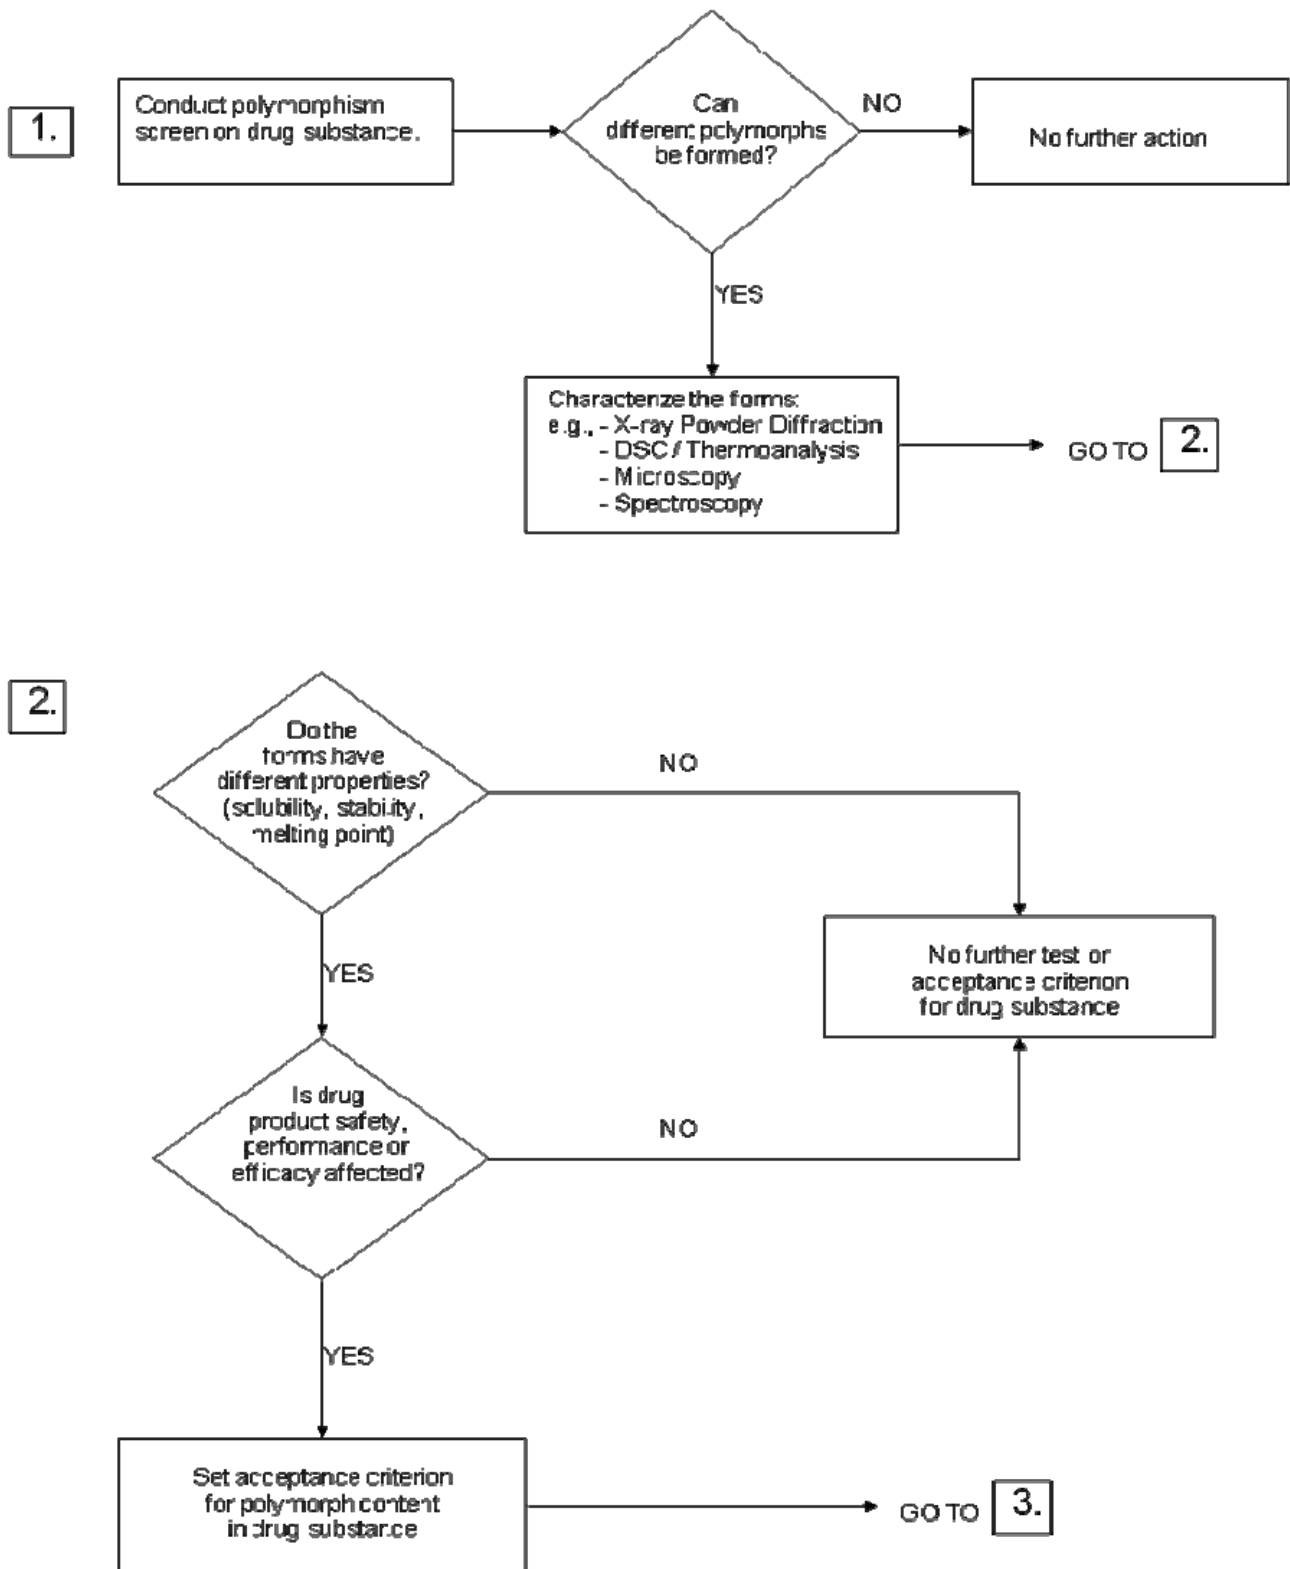 1.
Conduct polymorphism
screen on drug substance.
Can
different polymorphs
be formed?
NO
No further action
YES
Characterize the forms:
e.g., - X-ray Powder Diffraction
- DSC / Thermoanalysis
- Microscopy
- Spectroscopy
GO TO 2.
2.
Do the
forms have
different properties?
(solubility, stability,
melting point)
NO
No further test or
acceptance criterion
for drug substance
YES
Is drug
product safety,
performance or
efficacy affected?
NO
YES
Set acceptance criterion
for polymorph content
in drug substance
GO TO 3.